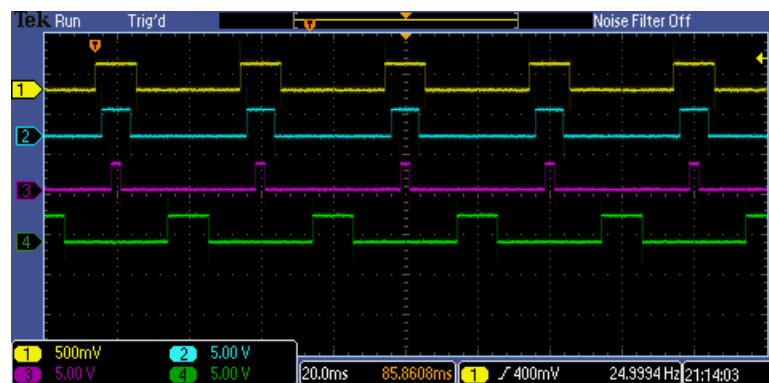 Tek Run Trig'd Noise Filter Off
T
T
1
2
3
4
1 500mV 2 5.00 V
3 5.00 V 4 5.00 V
20.0ms 85.8608ms 1 400mV 24.9994 Hz 21:14:03